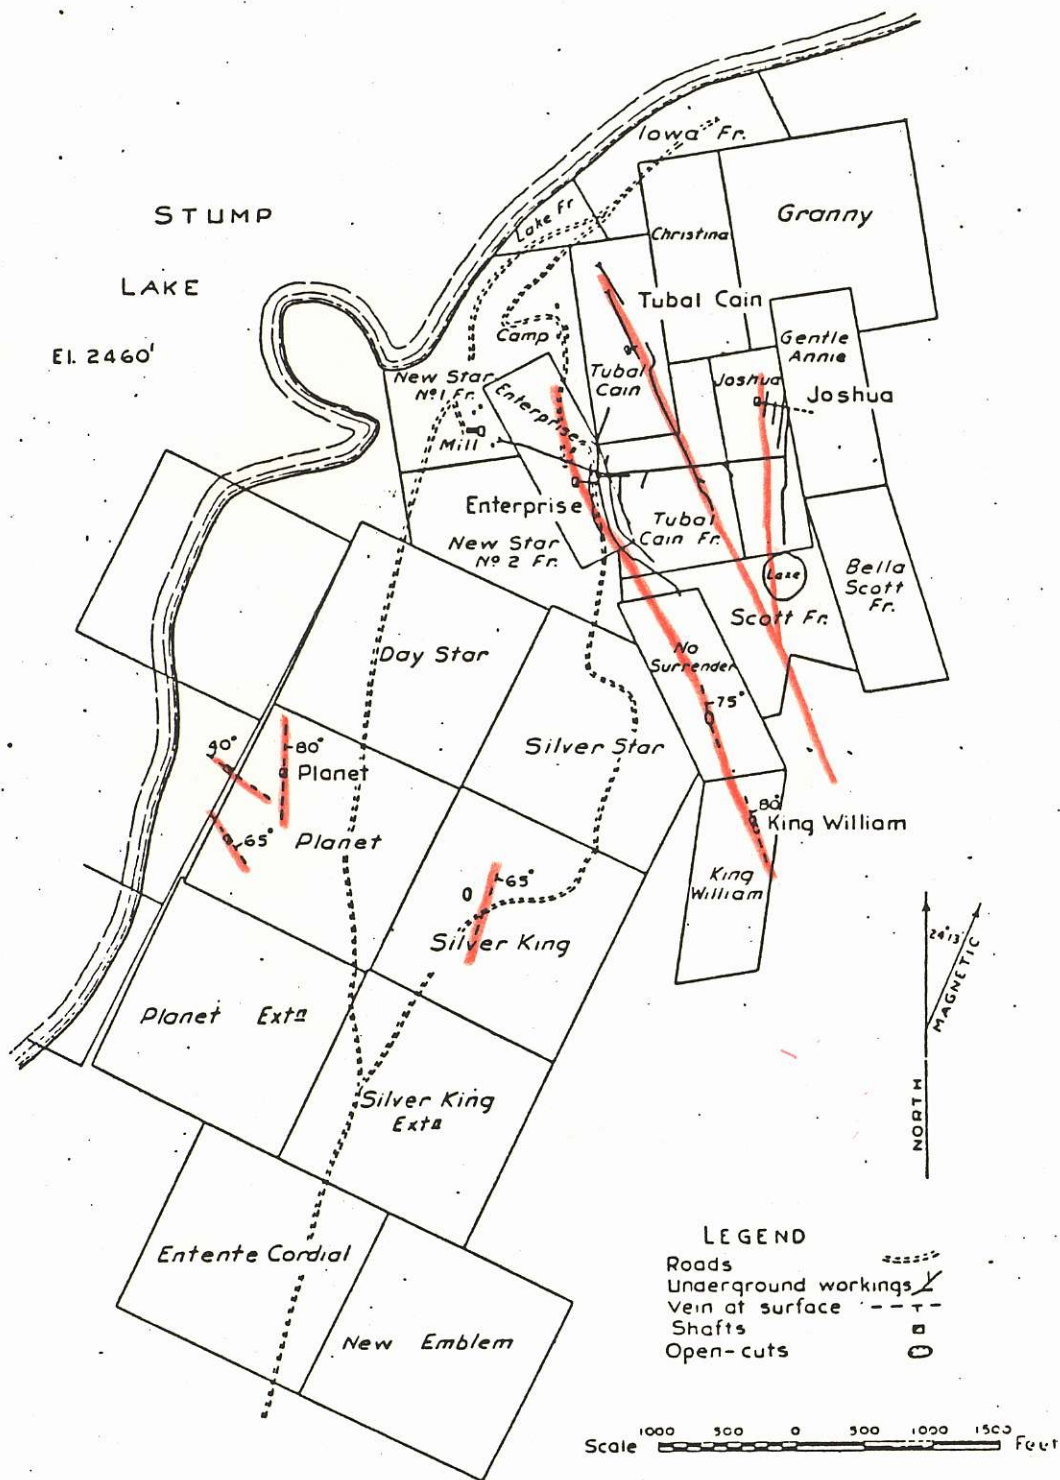 Iowa Fr.
STUMP
LAKE
El. 2460'
Lake Fr
Christina
Granny
Tubal Cain
Camp
Gentle
Annie
New Star
Nº 1 Fr.
Enterprise
Tubal
Cain
Joshua
Joshua
Mill
Enterprise
New Star
Nº 2 Fr.
Tubal
Cain Fr.
Lake
Bella
Scott
Fr.
Scott Fr.
Day Star
No
Surrender
75°
Silver Star
40°
80°
Planet
65°
Planet
80°
King William
King
William
65°
Silver King
24°13'
MAGNETIC
NORTH
Planet Extn
Silver King
Extn
Entente Cordial
New Emblem
LEGEND
Roads
Underground workings
Vein at surface
Shafts
Open-cuts
Scale 1000 500 0 500 1000 1500 Feet